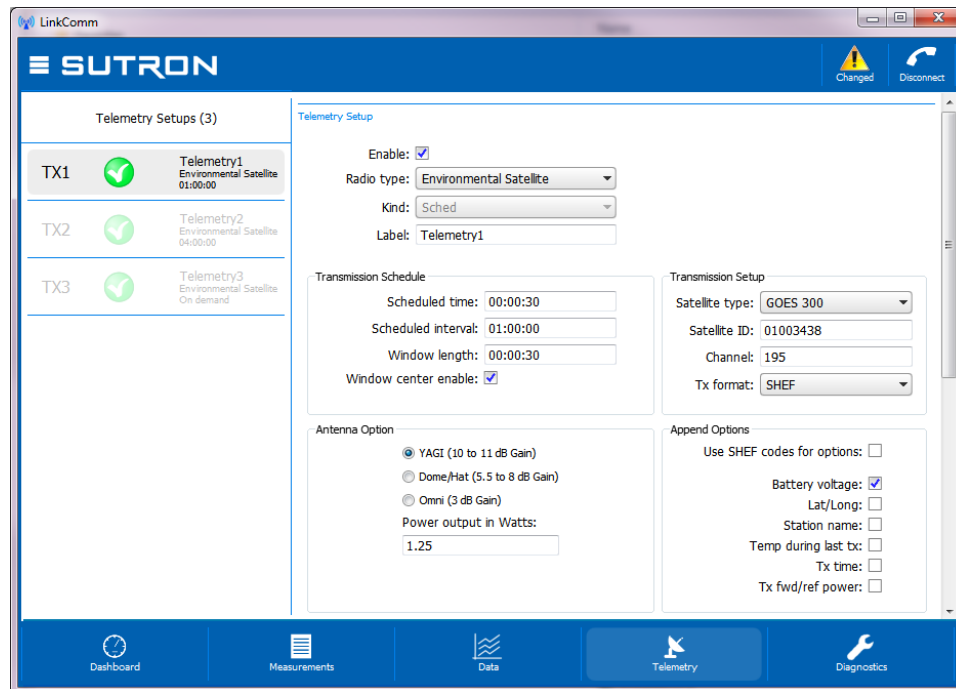 LinkComm
SUTRON
Changed
Disconnect
Telemetry Setups (3)
TX1
Telemetry1
Environmental Satellite
01:00:00
TX2
Telemetry2
Environmental Satellite
04:00:00
TX3
Telemetry3
Environmental Satellite
On demand
Telemetry Setup
Enable:
Radio type: Environmental Satellite
Kind: Sched
Label: Telemetry1
Transmission Schedule
Scheduled time: 00:00:30
Scheduled interval: 01:00:00
Window length: 00:00:30
Window center enable:
Transmission Setup
Satellite type: GOES 300
Satellite ID: 01003438
Channel: 195
Tx format: SHEF
Antenna Option
YAGI (10 to 11 dB Gain)
Dome/Hat (5.5 to 8 dB Gain)
Omni (3 dB Gain)
Power output in Watts:
1.25
Append Options
Use SHEF codes for options:
Battery voltage:
Lat/Long:
Station name:
Temp during last tx:
Tx time:
Tx fwd/ref power:
Dashboard
Measurements
Data
Telemetry
Diagnostics